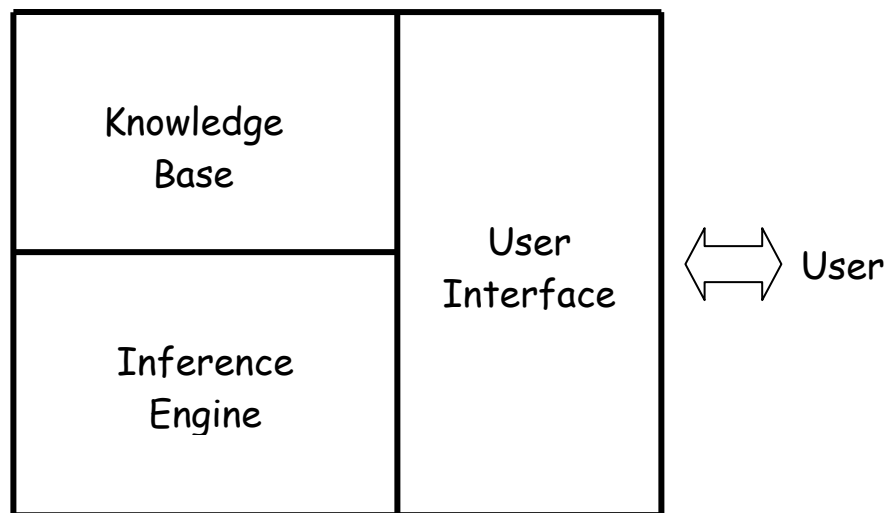 Knowledge
Base
User
Interface
User
Inference
Engine